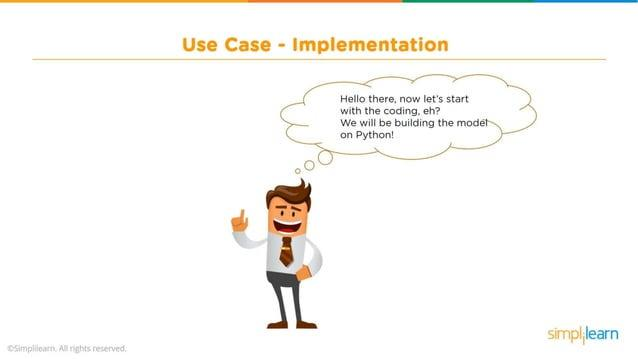 Use Case - Implementation
Hello there, now let's start
with the coding, eh?
We will be building the model
on Python!
simplilearn
©Simplilearn. All rights reserved.